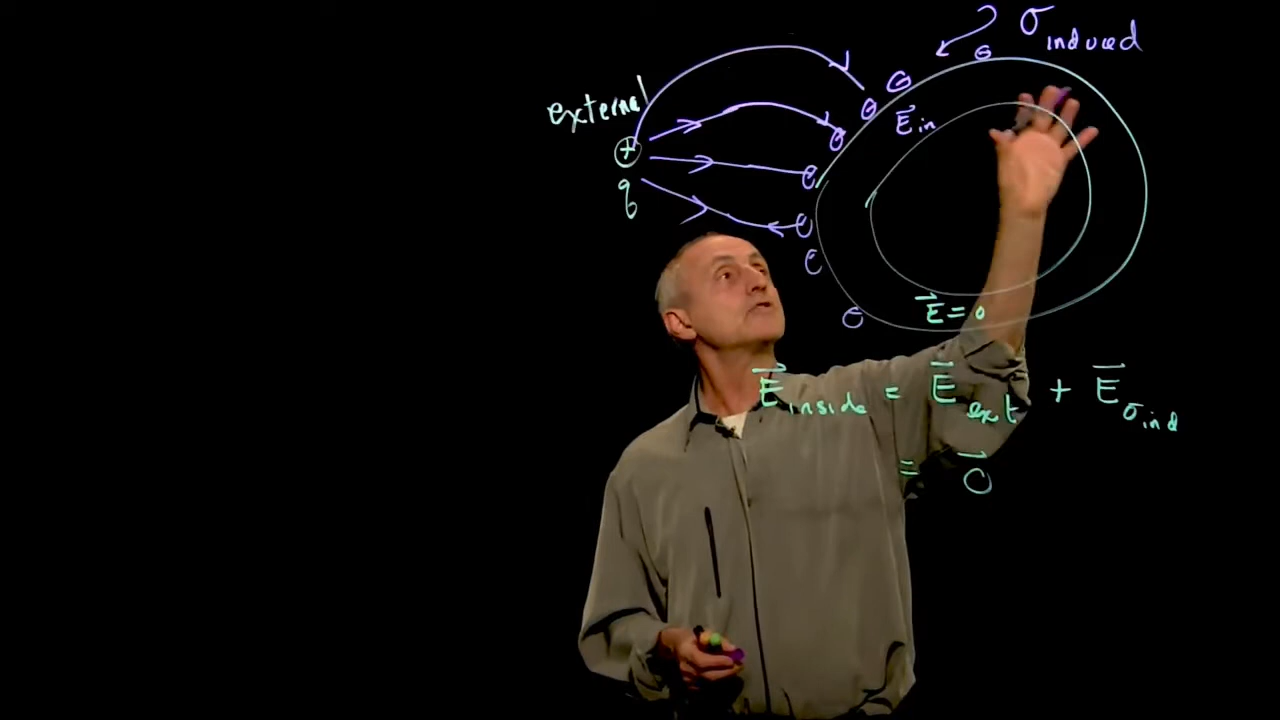 σ induced
external
+
q
E⃗ in
E⃗ = 0
E⃗ inside = E⃗ ext + E⃗ σ ind
= 0⃗